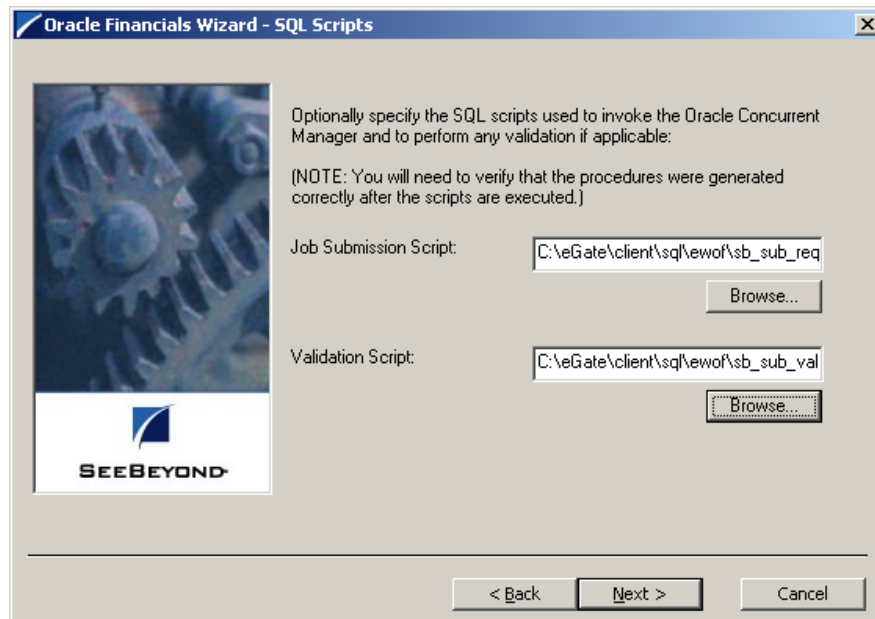 Oracle Financials Wizard - SQL Scripts
Optionally specify the SQL scripts used to invoke the Oracle Concurrent
Manager and to perform any validation if applicable:
(NOTE: You will need to verify that the procedures were generated
correctly after the scripts are executed.)
Job Submission Script:
C:\eGate\client\sql\ewof\sb_sub_req
Browse...
Validation Script:
C:\eGate\client\sql\ewof\sb_sub_val
Browse...
SEEBEYOND
< Back
Next >
Cancel